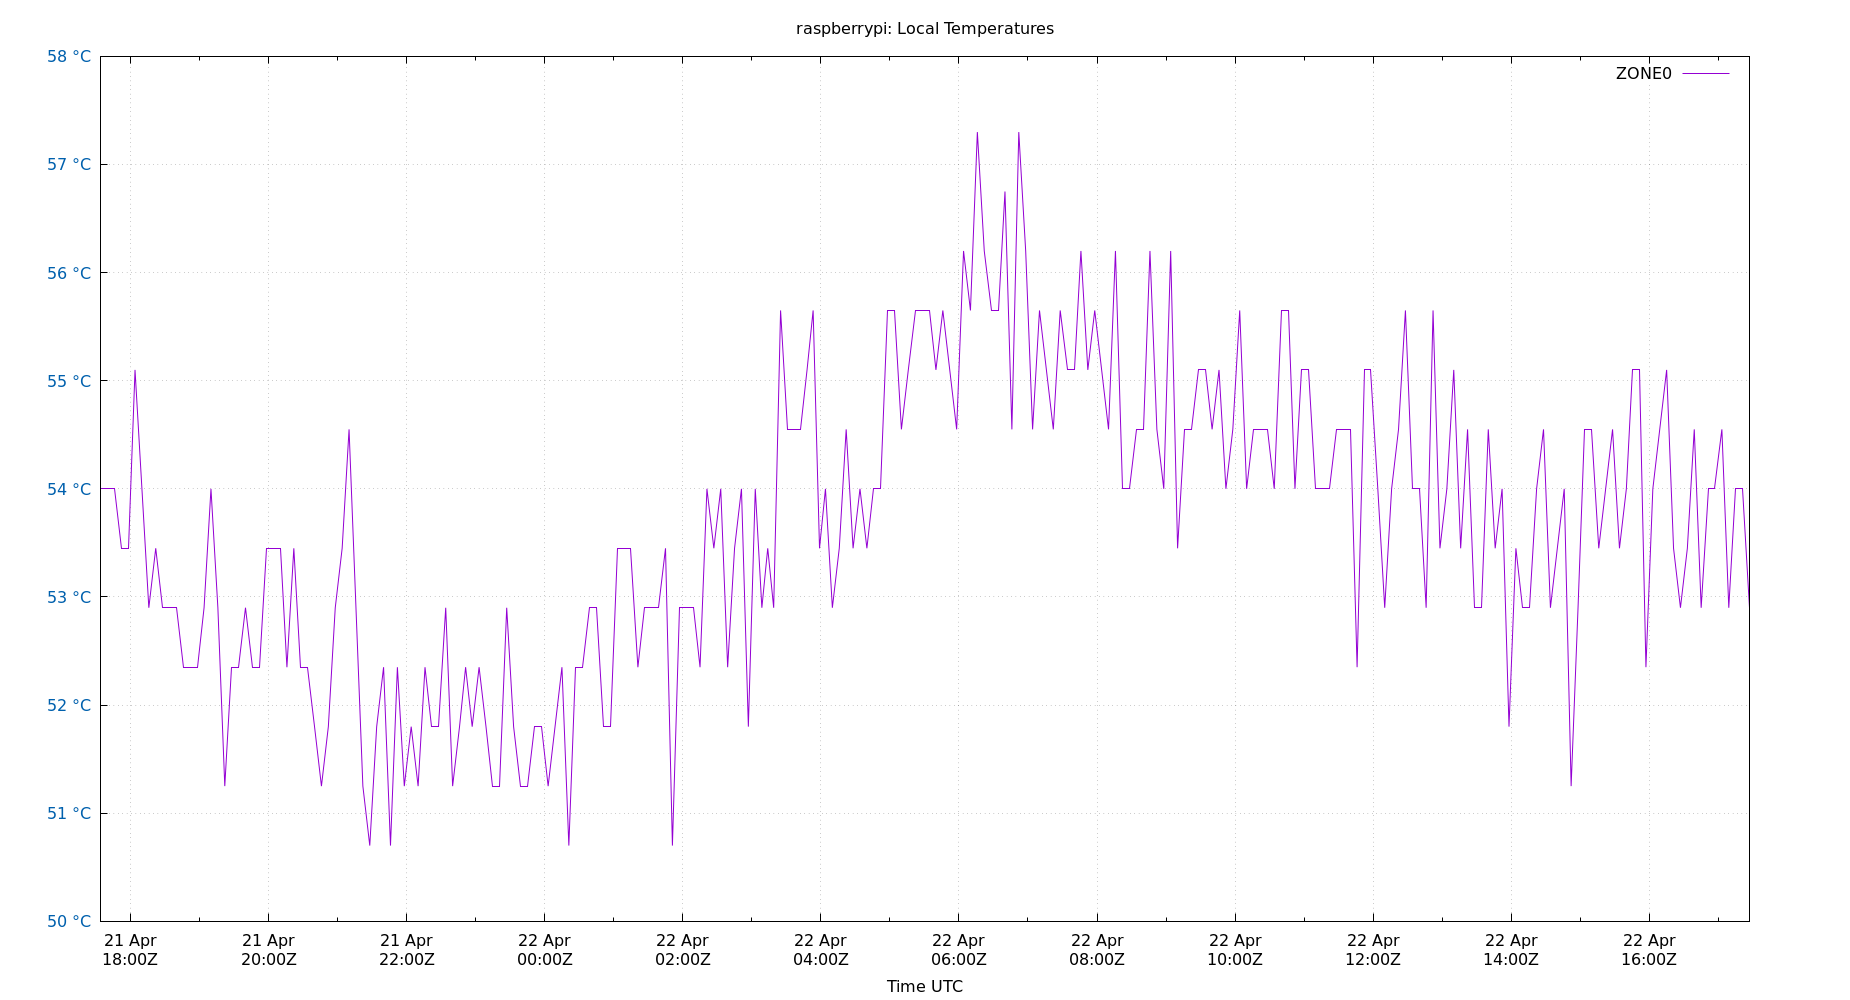 raspberrypi: Local Temperatures
ZONE0
58 °C
57 °C
56 °C
55 °C
54 °C
53 °C
52 °C
51 °C
50 °C
21 Apr 21 Apr 21 Apr 22 Apr 22 Apr 22 Apr 22 Apr 22 Apr 22 Apr 22 Apr 22 Apr 22 Apr
18:00Z 20:00Z 22:00Z 00:00Z 02:00Z 04:00Z 06:00Z 08:00Z 10:00Z 12:00Z 14:00Z 16:00Z
Time UTC